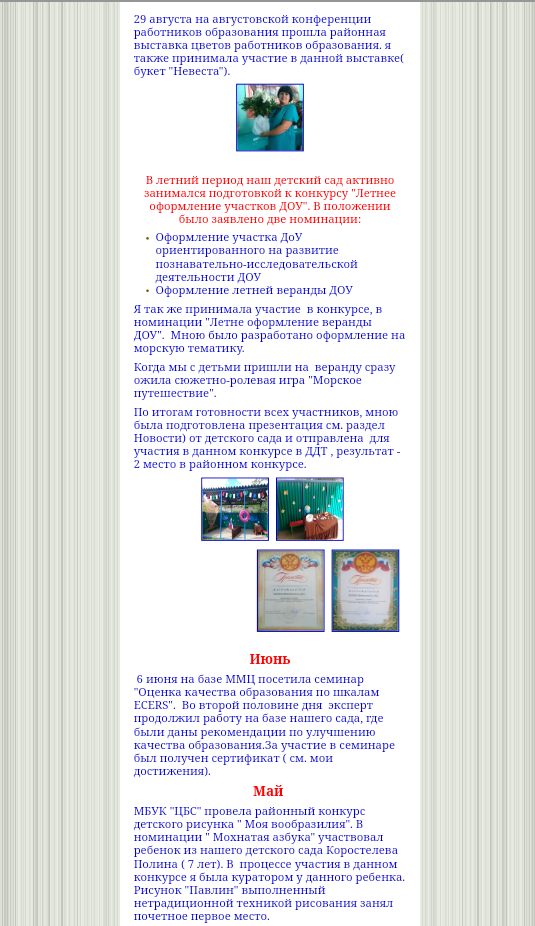 29 августа на августовской конференции
работников образования прошла районная
выставка цветов работников образования. я
также принимала участие в данной выставке(
букет "Невеста").
В летний период наш детский сад активно
занимался подготовкой к конкурсу "Летнее
оформление участков ДОУ". В положении
было заявлено две номинации:
Оформление участка ДоУ
ориентированного на развитие
познавательно-исследовательской
деятельности ДОУ
Оформление летней веранды ДОУ
Я так же принимала участие в конкурсе, в
номинации "Летне оформление веранды
ДОУ". Мною было разработано оформление на
морскую тематику.
Когда мы с детьми пришли на веранду сразу
ожила сюжетно-ролевая игра "Морское
путешествие".
По итогам готовности всех участников, мною
была подготовлена презентация см. раздел
Новости) от детского сада и отправлена для
участия в данном конкурсе в ДДТ , результат -
2 место в районном конкурсе.
Июнь
6 июня на базе ММЦ посетила семинар
"Оценка качества образования по шкалам
ECERS". Во второй половине дня эксперт
продолжил работу на базе нашего сада, где
были даны рекомендации по улучшению
качества образования.За участие в семинаре
был получен сертификат ( см. мои
достижения).
Май
МБУК "ЦБС" провела районный конкурс
детского рисунка " Моя вообразилия". В
номинации " Мохнатая азбука" участвовал
ребенок из нашего детского сада Коростелева
Полина ( 7 лет). В процессе участия в данном
конкурсе я была куратором у данного ребенка.
Рисунок "Павлин" выполненный
нетрадиционной техникой рисования занял
почетное первое место.